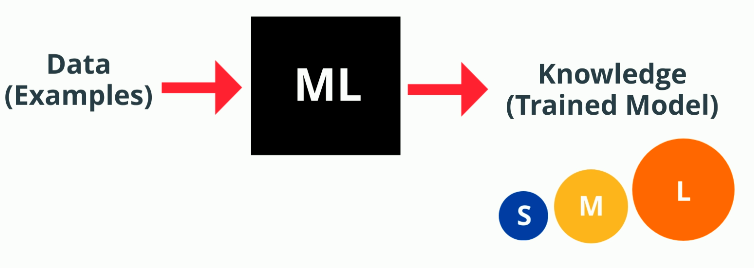 Data
(Examples)
ML
Knowledge
(Trained Model)
S
M
L